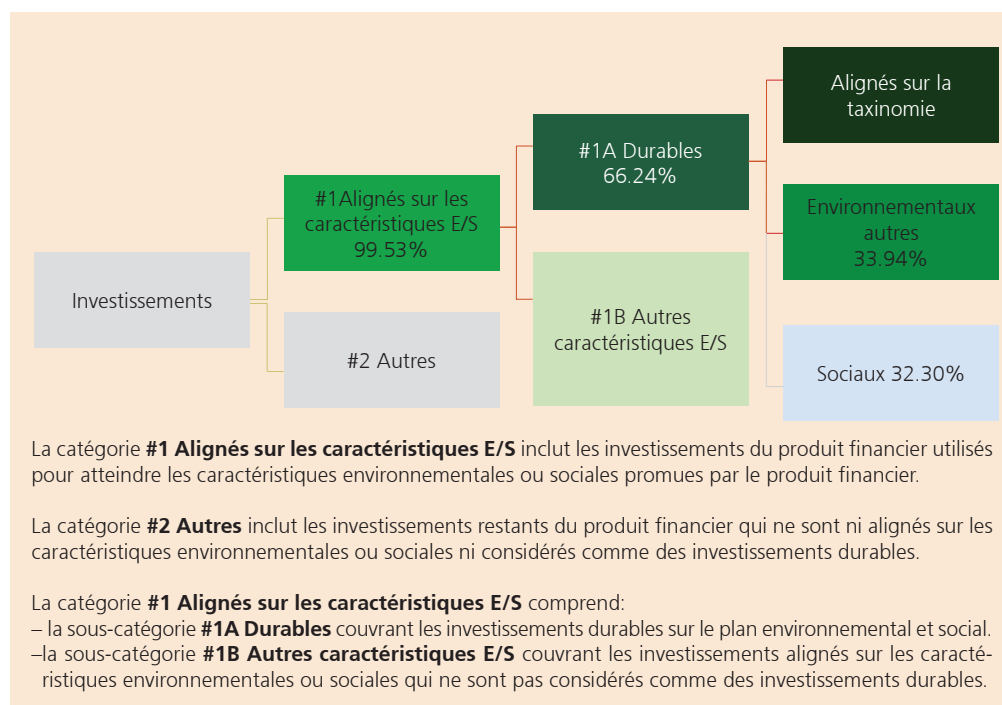 Alignés sur la
taxinomie
#1A Durables
66.24%
#1Alignés sur les
caractéristiques E/S
99.53%
Environnementaux
autres
33.94%
Investissements
#1B Autres
caractéristiques E/S
#2 Autres
Sociaux 32.30%
La catégorie #1 Alignés sur les caractéristiques E/S inclut les investissements du produit financier utilisés
pour atteindre les caractéristiques environnementales ou sociales promues par le produit financier.
La catégorie #2 Autres inclut les investissements restants du produit financier qui ne sont ni alignés sur les
caractéristiques environnementales ou sociales ni considérés comme des investissements durables.
La catégorie #1 Alignés sur les caractéristiques E/S comprend:
– la sous-catégorie #1A Durables couvrant les investissements durables sur le plan environnemental et social.
–la sous-catégorie #1B Autres caractéristiques E/S couvrant les investissements alignés sur les caracté-
ristiques environnementales ou sociales qui ne sont pas considérés comme des investissements durables.